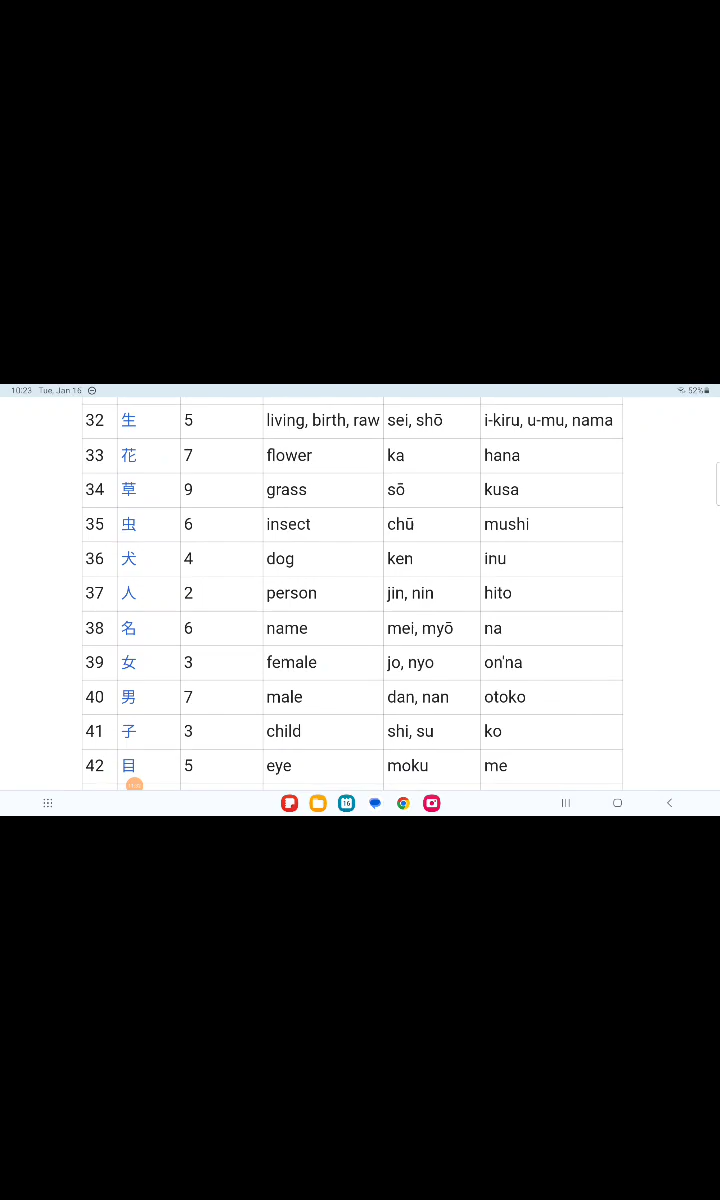 10:23 Tue, Jan 16 52%
32 生 5 living, birth, raw sei, shō i-kiru, u-mu, nama
33 花 7 flower ka hana
34 草 9 grass sō kusa
35 虫 6 insect chū mushi
36 犬 4 dog ken inu
37 人 2 person jin, nin hito
38 名 6 name mei, myō na
39 女 3 female jo, nyo on'na
40 男 7 male dan, nan otoko
41 子 3 child shi, su ko
42 目 5 eye moku me
16